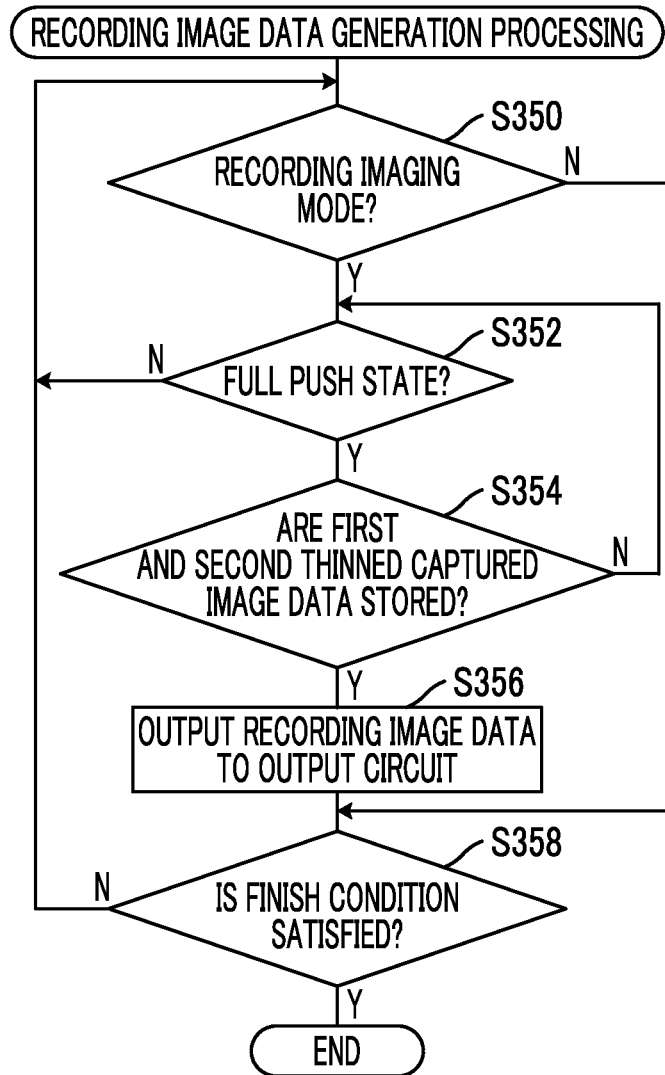 RECORDING IMAGE DATA GENERATION PROCESSING
S350
RECORDING IMAGING
MODE?
N
Y
S352
N
FULL PUSH STATE?
Y
S354
ARE FIRST
AND SECOND THINNED CAPTURED
IMAGE DATA STORED?
N
Y
S356
OUTPUT RECORDING IMAGE DATA
TO OUTPUT CIRCUIT
S358
N
IS FINISH CONDITION
SATISFIED?
Y
END